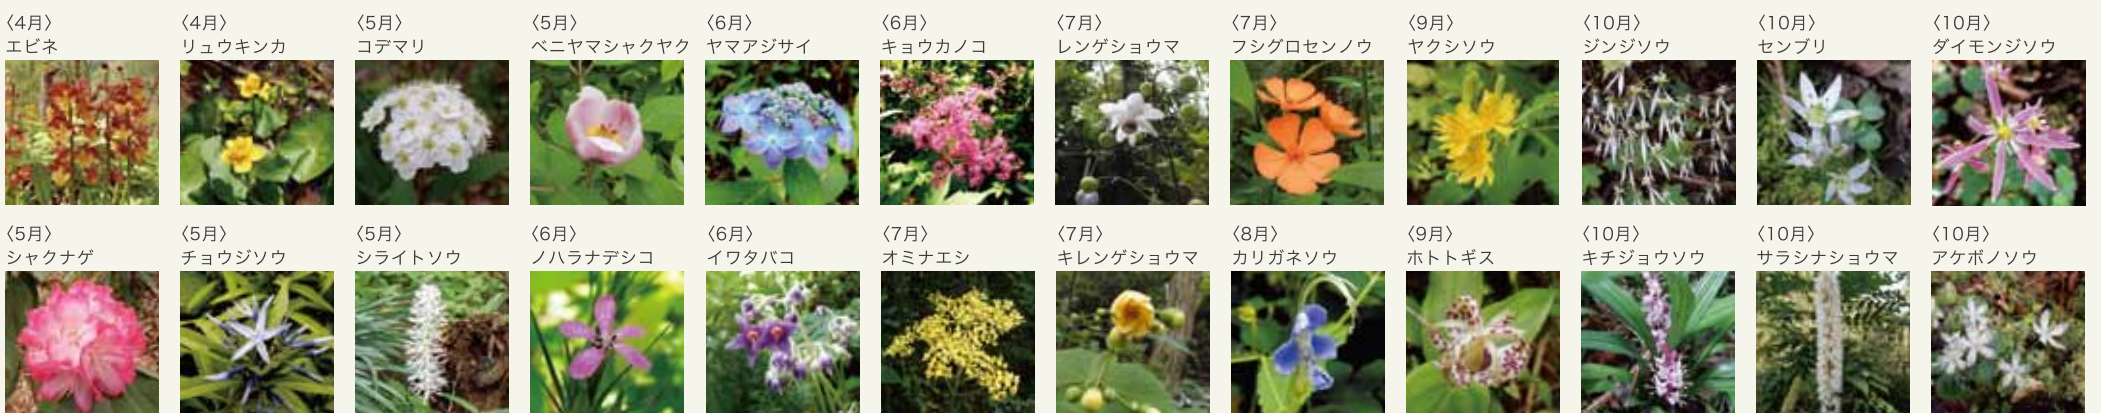 〈4月〉
エビネ
〈4月〉
リュウキンカ
〈5月〉
コデマリ
〈5月〉
ベニヤマシャクヤク
〈6月〉
ヤマアジサイ
〈6月〉
キョウカノコ
〈7月〉
レンゲショウマ
〈7月〉
フシグロセンノウ
〈9月〉
ヤクシソウ
〈10月〉
ジンジソウ
〈10月〉
センブリ
〈10月〉
ダイモンジソウ
〈5月〉
シャクナゲ
〈5月〉
チョウジソウ
〈5月〉
シライトソウ
〈6月〉
ノハラナデシコ
〈6月〉
イワタバコ
〈7月〉
オミナエシ
〈7月〉
キレンゲショウマ
〈8月〉
カリガネソウ
〈9月〉
ホトトギス
〈10月〉
キチジョウソウ
〈10月〉
サラシナショウマ
〈10月〉
アケボノソウ